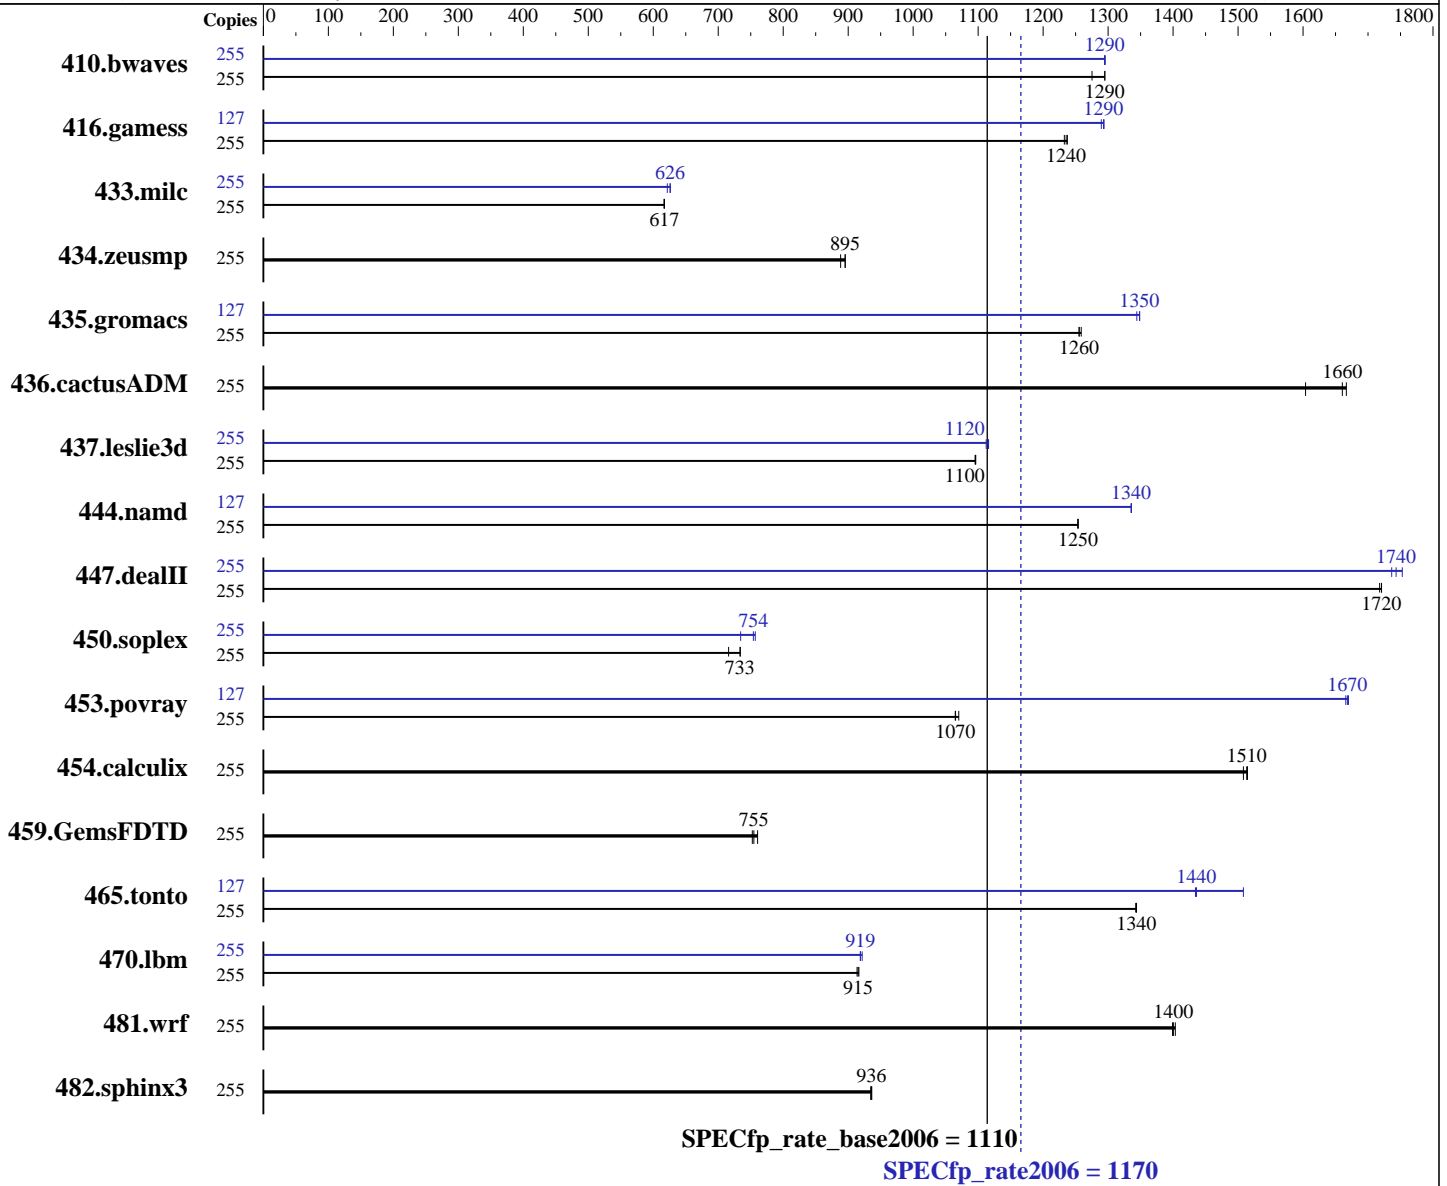 Copies 0 100 200 300 400 500 600 700 800 900 1000 1100 1200 1300 1400 1500 1600 1800
410.bwaves 255 1290
255 1290
416.gamess 127 1290
255 1240
433.milc 255 626
255 617
434.zeusmp 255 895
435.gromacs 127 1350
255 1260
436.cactusADM 255 1660
437.leslie3d 255 1120
255 1100
444.namd 127 1340
255 1250
447.dealII 255 1740
255 1720
450.soplex 255 754
255 733
453.povray 127 1670
255 1070
454.calculix 255 1510
459.GemsFDTD 255 755
465.tonto 127 1440
255 1340
470.lbm 255 919
255 915
481.wrf 255 1400
482.sphinx3 255 936
SPECfp_rate_base2006 = 1110
SPECfp_rate2006 = 1170